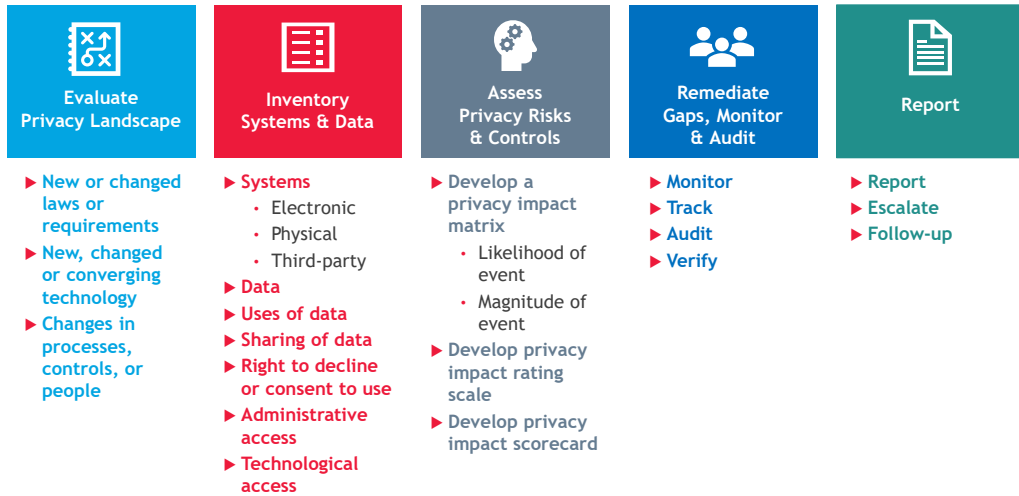 Evaluate
Privacy Landscape
New or changed
laws or
requirements
New, changed
or converging
technology
Changes in
processes,
controls, or
people
Inventory
Systems & Data
Systems
Electronic
Physical
Third-party
Data
Uses of data
Sharing of data
Right to decline
or consent to use
Administrative
access
Technological
access
Assess
Privacy Risks
& Controls
Develop a
privacy impact
matrix
Likelihood of
event
Magnitude of
event
Develop privacy
impact rating
scale
Develop privacy
impact scorecard
Remediate
Gaps, Monitor
& Audit
Monitor
Track
Audit
Verify
Report
Report
Escalate
Follow-up